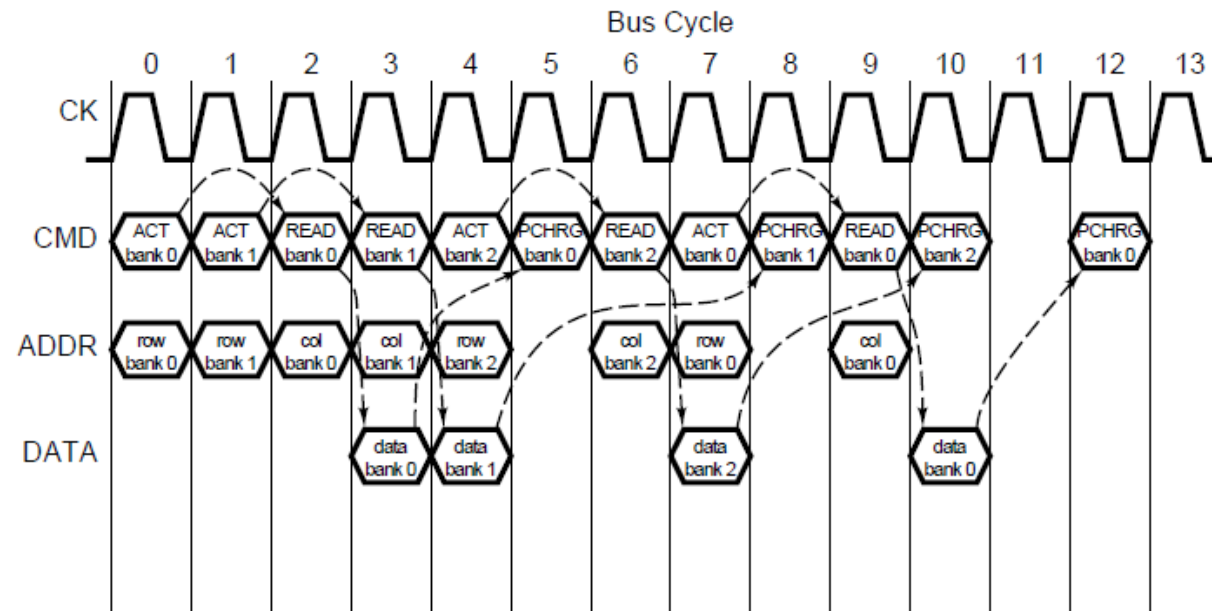 Bus Cycle
0 1 2 3 4 5 6 7 8 9 10 11 12 13
CK
CMD
ACT
bank 0
ACT
bank 1
READ
bank 0
READ
bank 1
ACT
bank 2
PCHRG
bank 0
READ
bank 2
ACT
bank 0
PCHRG
bank 1
READ
bank 0
PCHRG
bank 2
PCHRG
bank 0
ADDR
row
bank 0
row
bank 1
col
bank 0
col
bank 1
row
bank 2
col
bank 2
row
bank 0
col
bank 0
DATA
data
bank 0
data
bank 1
data
bank 2
data
bank 0